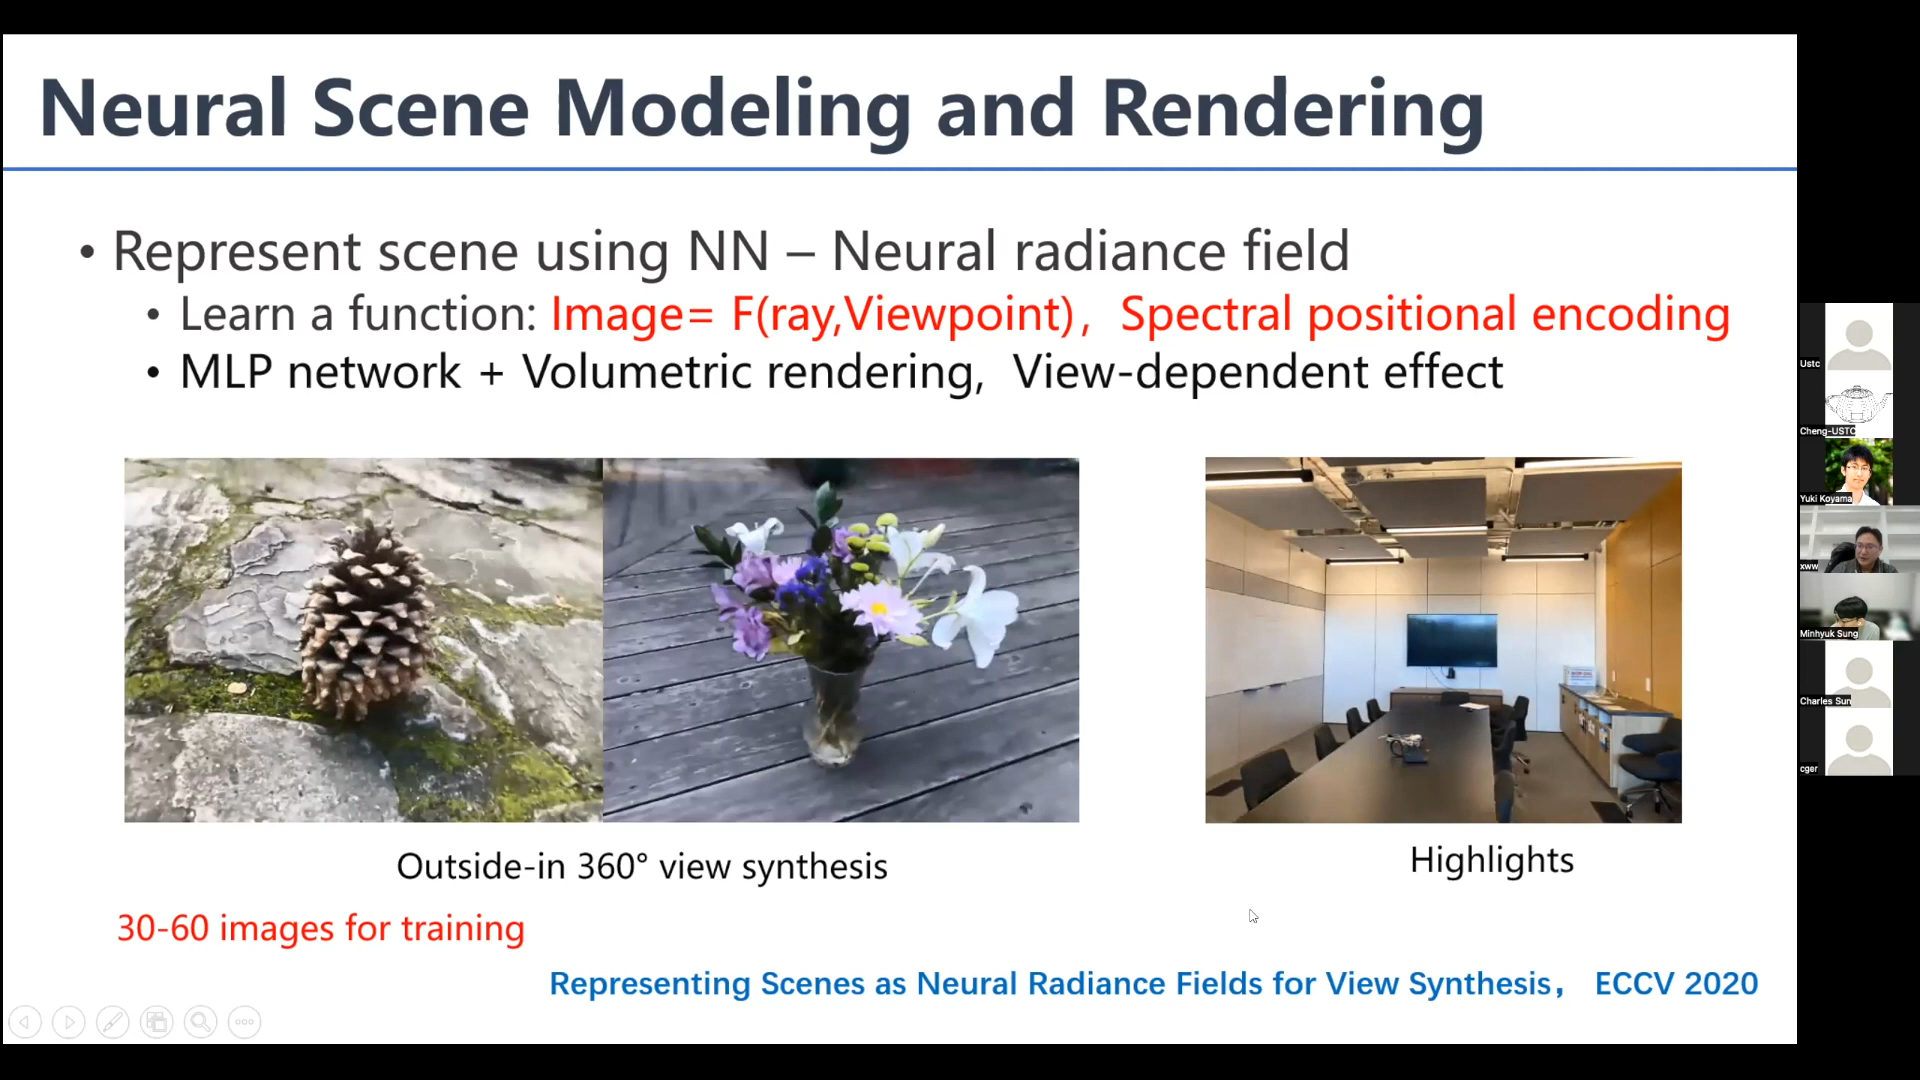 Neural Scene Modeling and Rendering
• Represent scene using NN – Neural radiance field
• Learn a function: Image= F(ray,Viewpoint)， Spectral positional encoding
• MLP network + Volumetric rendering, View-dependent effect
Outside-in 360° view synthesis
Highlights
30-60 images for training
Representing Scenes as Neural Radiance Fields for View Synthesis， ECCV 2020
Ustc
Cheng-USTC
Yuki Koyama
xww
Minhyuk Sung
Charles Sun
cger